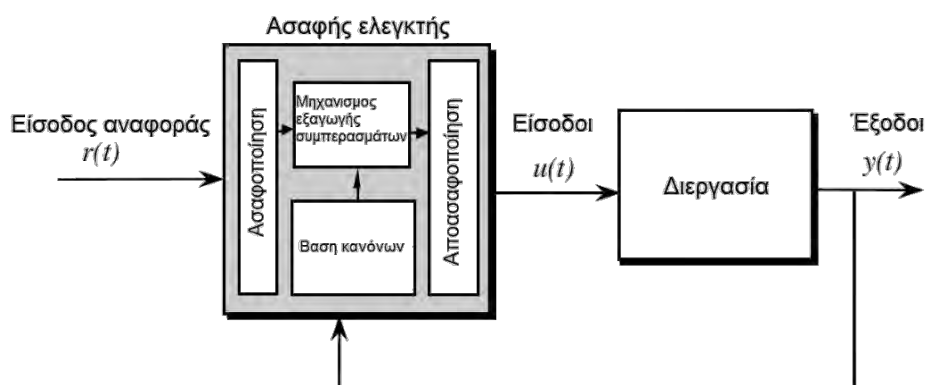 Ασαφής ελεγκτής
Είσοδος αναφοράς
r(t)
Ασαφοποίηση
Μηχανισμος
εξαγωγής
συμπερασμάτων
Βαση κανόνων
Αποασαφοποίηση
Είσοδοι
u(t)
Διεργασία
Έξοδοι
y(t)